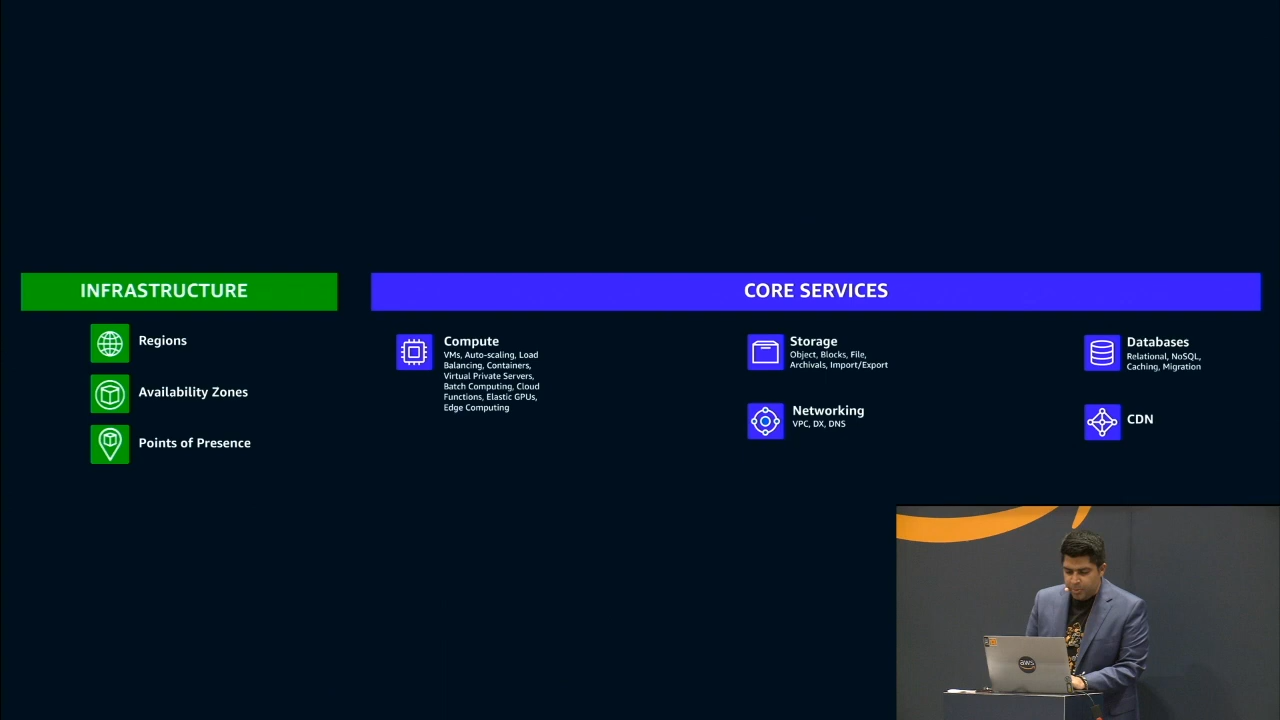 INFRASTRUCTURE
Regions
Availability Zones
Points of Presence
CORE SERVICES
Compute
VMs, Auto-scaling, Load
Balancing, Containers,
Virtual Private Servers,
Batch Computing, Cloud
Functions, Elastic GPUs,
Edge Computing
Storage
Object, Blocks, File,
Archivals, Import/Export
Networking
VPC, DX, DNS
Databases
Relational, NoSQL,
Caching, Migration
CDN
aws